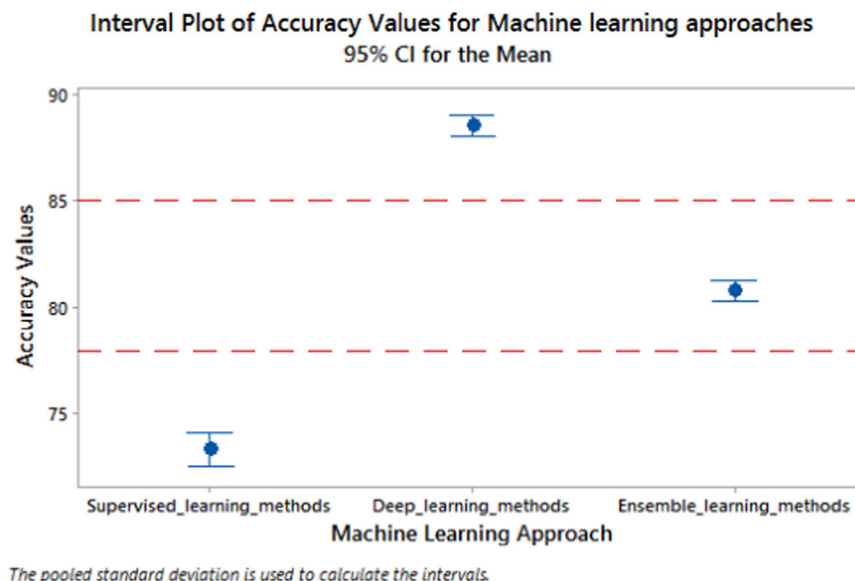 Interval Plot of Accuracy Values for Machine learning approaches
95% CI for the Mean
Accuracy Values
90
85
80
75
Supervised_learning_methods Deep_learning_methods Ensemble_learning_methods
Machine Learning Approach
The pooled standard deviation is used to calculate the intervals.